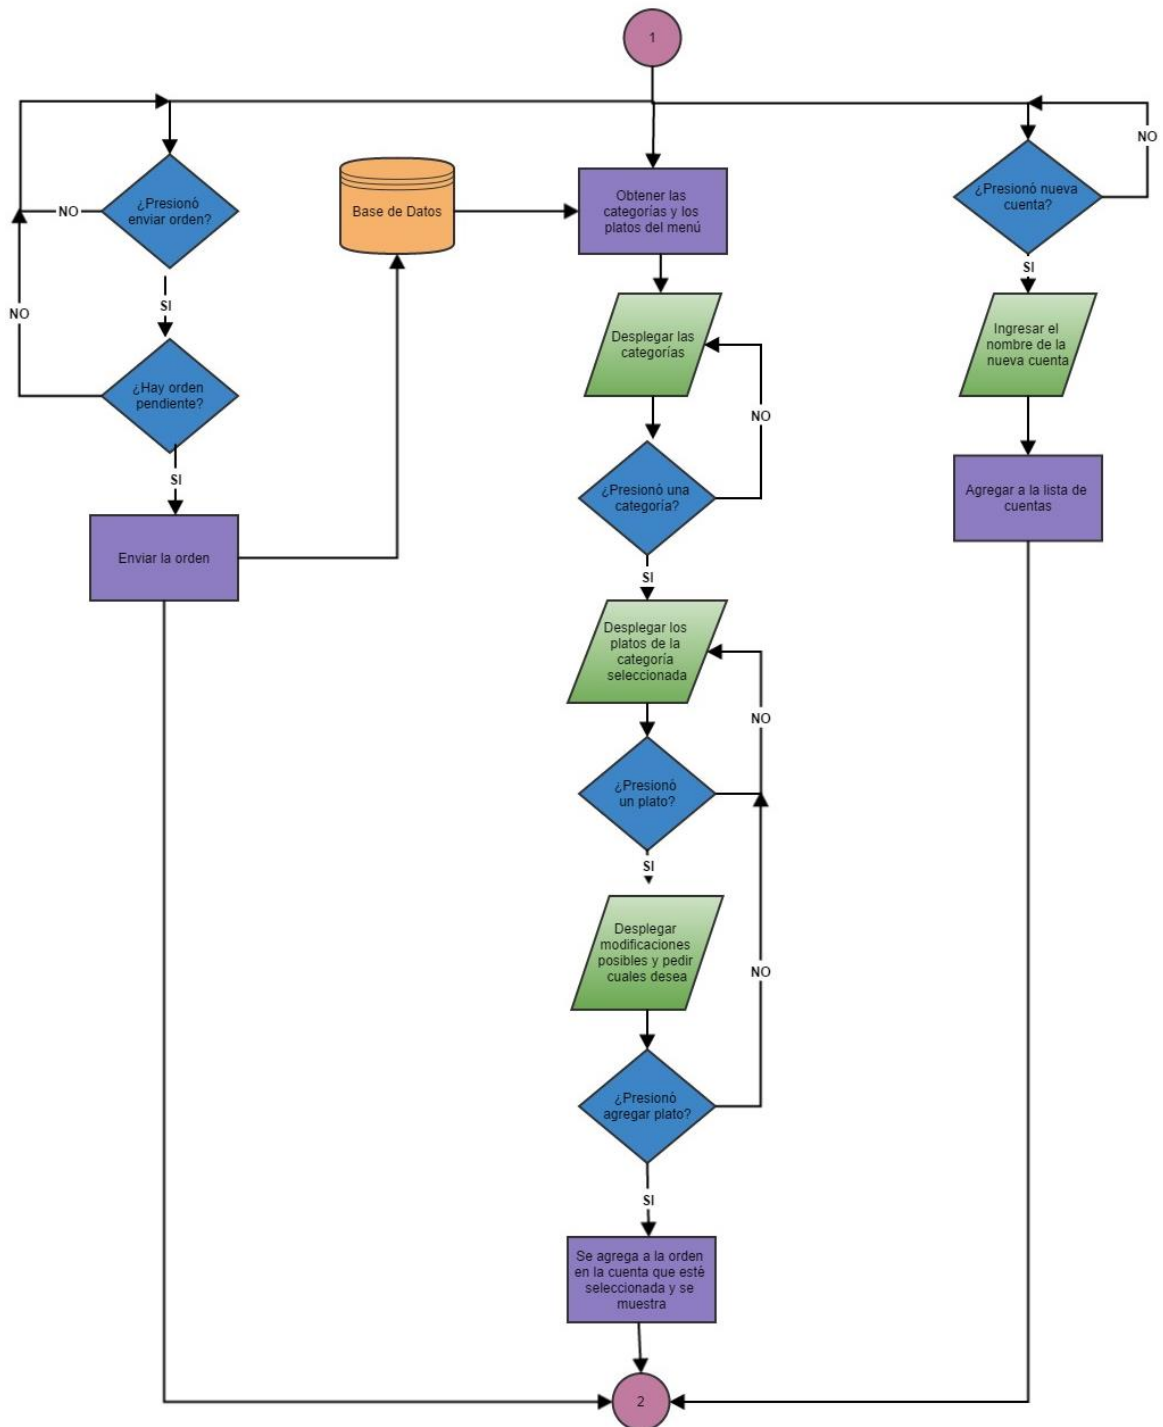 1
¿Presionó
enviar orden?
NO
SI
NO
¿Hay orden
pendiente?
SI
Enviar la orden
Base de Datos
Obtener las
categorías y los
platos del menú
Desplegar las
categorías
NO
¿Presionó una
categoría?
SI
Desplegar los
platos de la
categoría
seleccionada
NO
¿Presionó
un plato?
SI
Desplegar
modificaciones
posibles y pedir
cuales desea
NO
¿Presionó
agregar plato?
SI
Se agrega a la orden
en la cuenta que esté
seleccionada y se
muestra
¿Presionó nueva
cuenta?
NO
SI
Ingresar el
nombre de la
nueva cuenta
Agregar a la lista de
cuentas
2